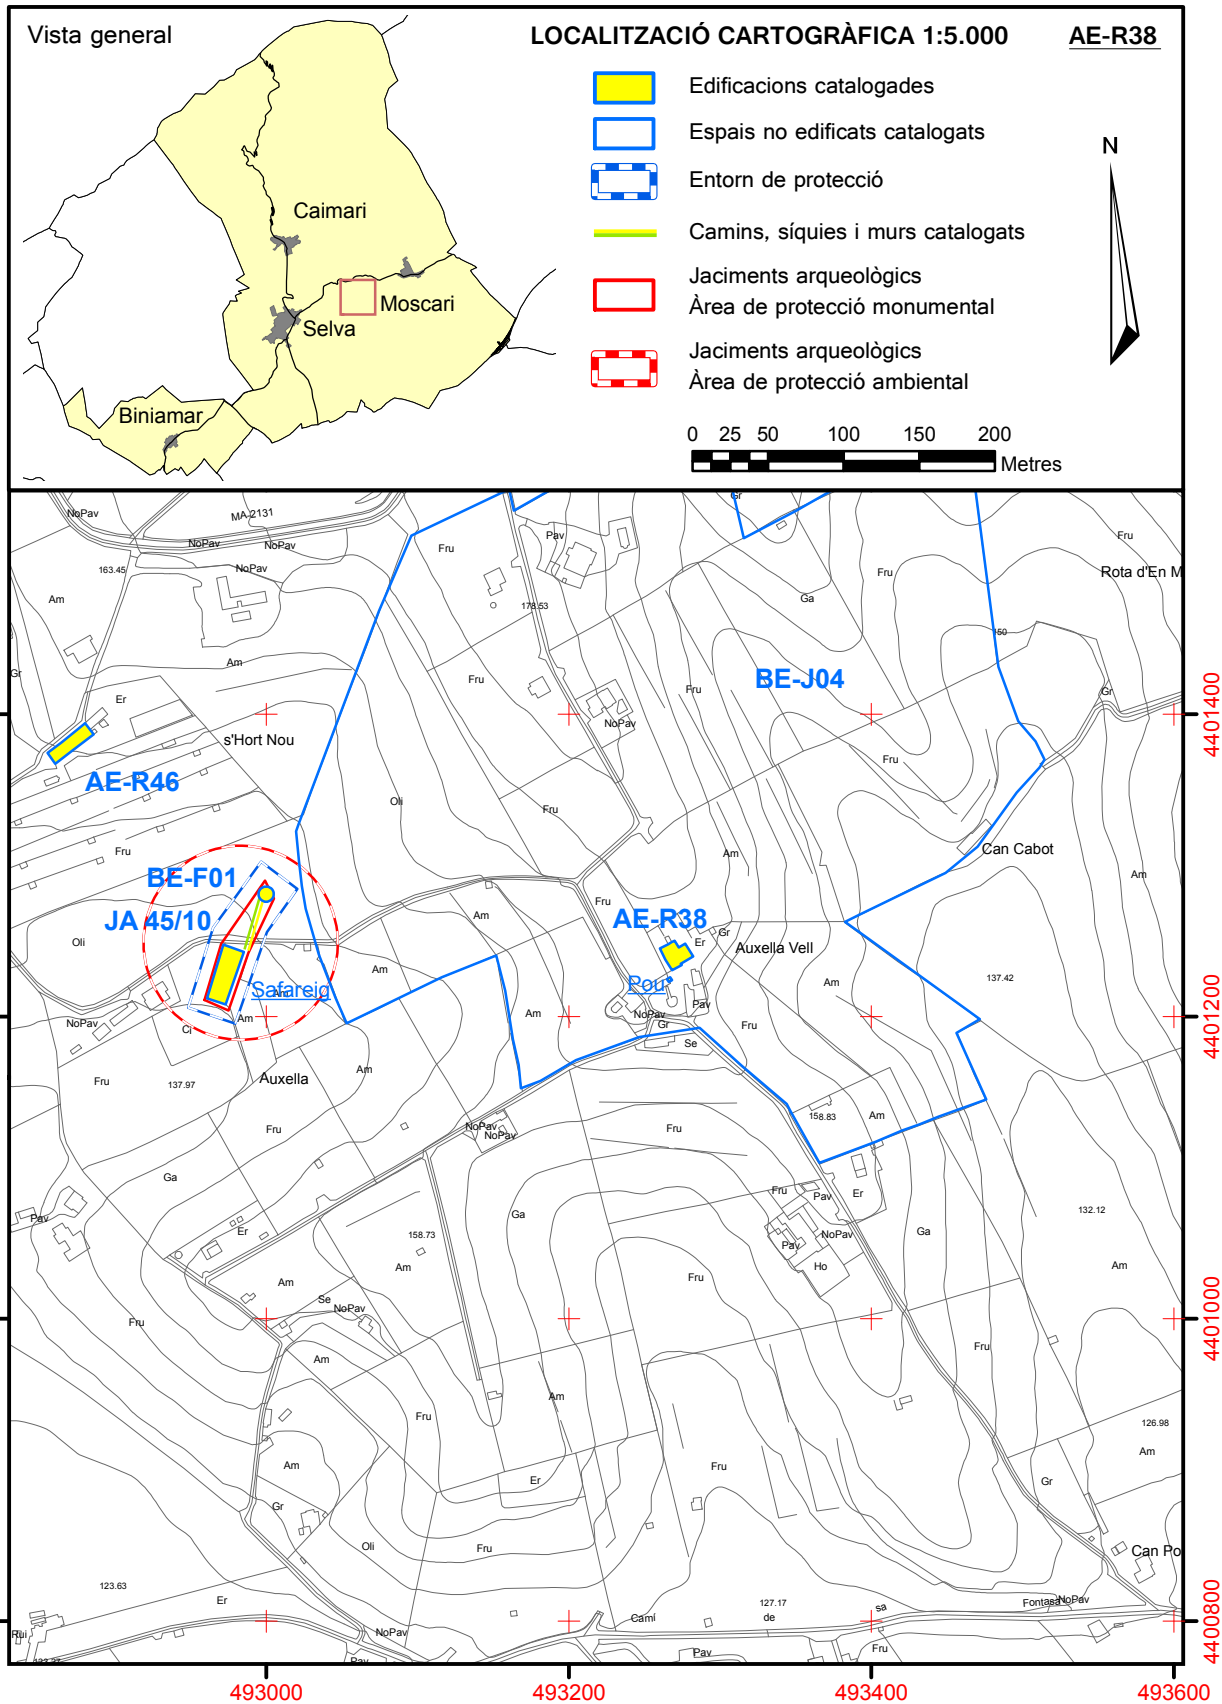 Vista general
LOCALITZACIÓ CARTOGRÀFICA 1:5.000
AE-R38
Edificacions catalogades
Espais no edificats catalogats
Entorn de protecció
Camins, síquies i murs catalogats
Jaciments arqueològics
Àrea de protecció monumental
Jaciments arqueològics
Àrea de protecció ambiental
N
Caimari
Moscari
Selva
Biniamar
0 25 50 100 150 200
Metres
NoPav
MA-2131
NoPav
NoPav
NoPav
163.45
Am
Fru
Pav
Gr
Fru
Fru
Rota d'En M
Ga
178.53
150
Gr
Am
Er
Fru
Fru
BE-J04
Gr
NoPav
4401400
s'Hort Nou
AE-R46
Fru
Oli
Fru
Fru
Am
Can Cabot
BE-F01
JA 45/10
Oli
Fru
Am
AE-R38
Er
Gr
Auxella Vell
Am
Am
137.42
Safareig
Am
Pou
Pav
NoPav
Am
Am
Gr
4401200
NoPav
Cj
Se
Fru
Fru
137.97
Auxella
Am
158.83
Am
Fru
NoPav
NoPav
Fru
Ga
Fru
Pav
Er
Pav
Er
Ga
NoPav
Ga
132.12
158.73
Am
Pav
Ho
Am
Am
Fru
Se
NoPav
Fru
4401000
Am
Fru
Am
Fru
126.98
Am
Am
Er
Fru
Gr
Gr
Oli
Fru
Can Po
123.63
Er
127.17
Camí
de
sa
Fontasa
NoPav
Rui
NoPav
Fru
Pav
Pav
4400800
493000
493200
493400
493600